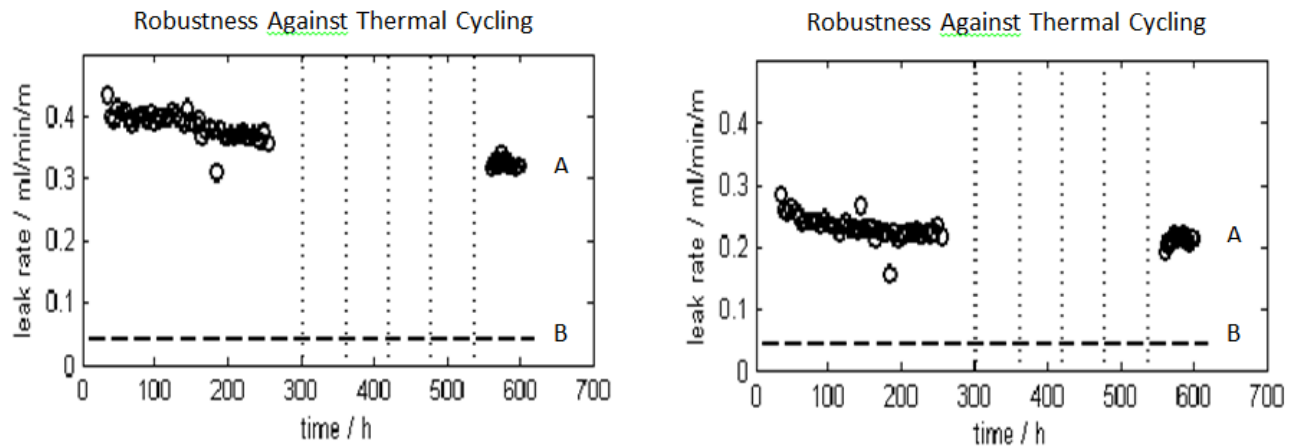 Robustness Against Thermal Cycling
leak rate / ml/min/m
0.4
0.3
0.2
0.1
0
A
B
0 100 200 300 400 500 600 700
time / h
Robustness Against Thermal Cycling
leak rate / ml/min/m
0.4
0.3
0.2
0.1
0
A
B
0 100 200 300 400 500 600 700
time / h